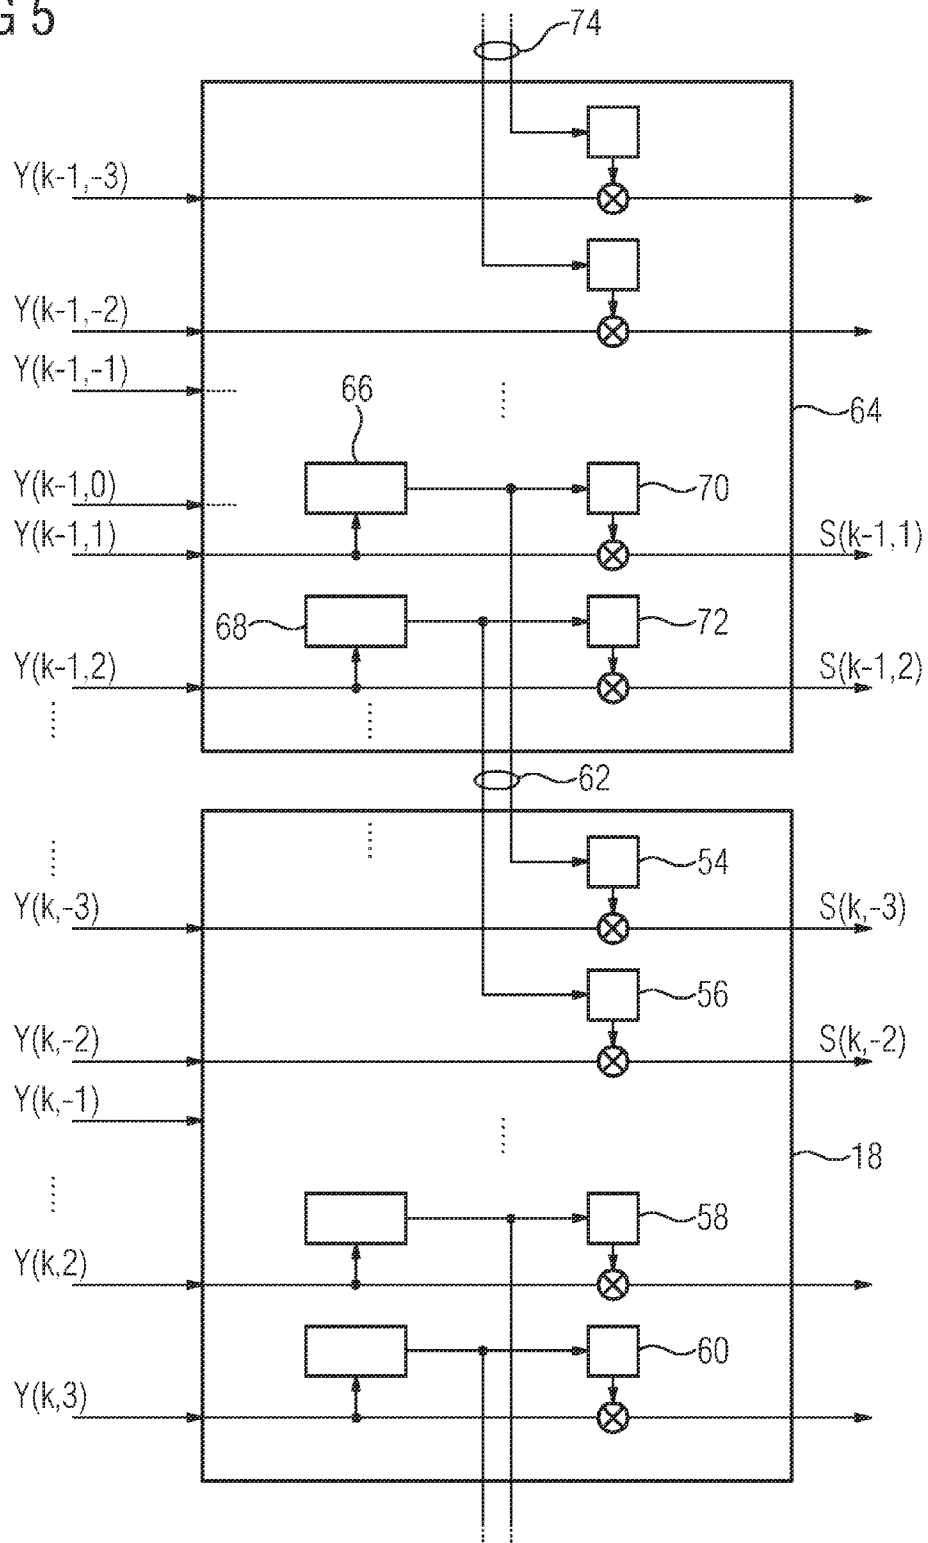 G 5
74
Y(k-1,-3)
Y(k-1,-2)
Y(k-1,-1)
66
64
Y(k-1,0)
70
Y(k-1,1) S(k-1,1)
68 72
Y(k-1,2) S(k-1,2)
62
54
Y(k,-3) S(k,-3)
56
Y(k,-2) S(k,-2)
Y(k,-1)
18
58
Y(k,2)
60
Y(k,3)